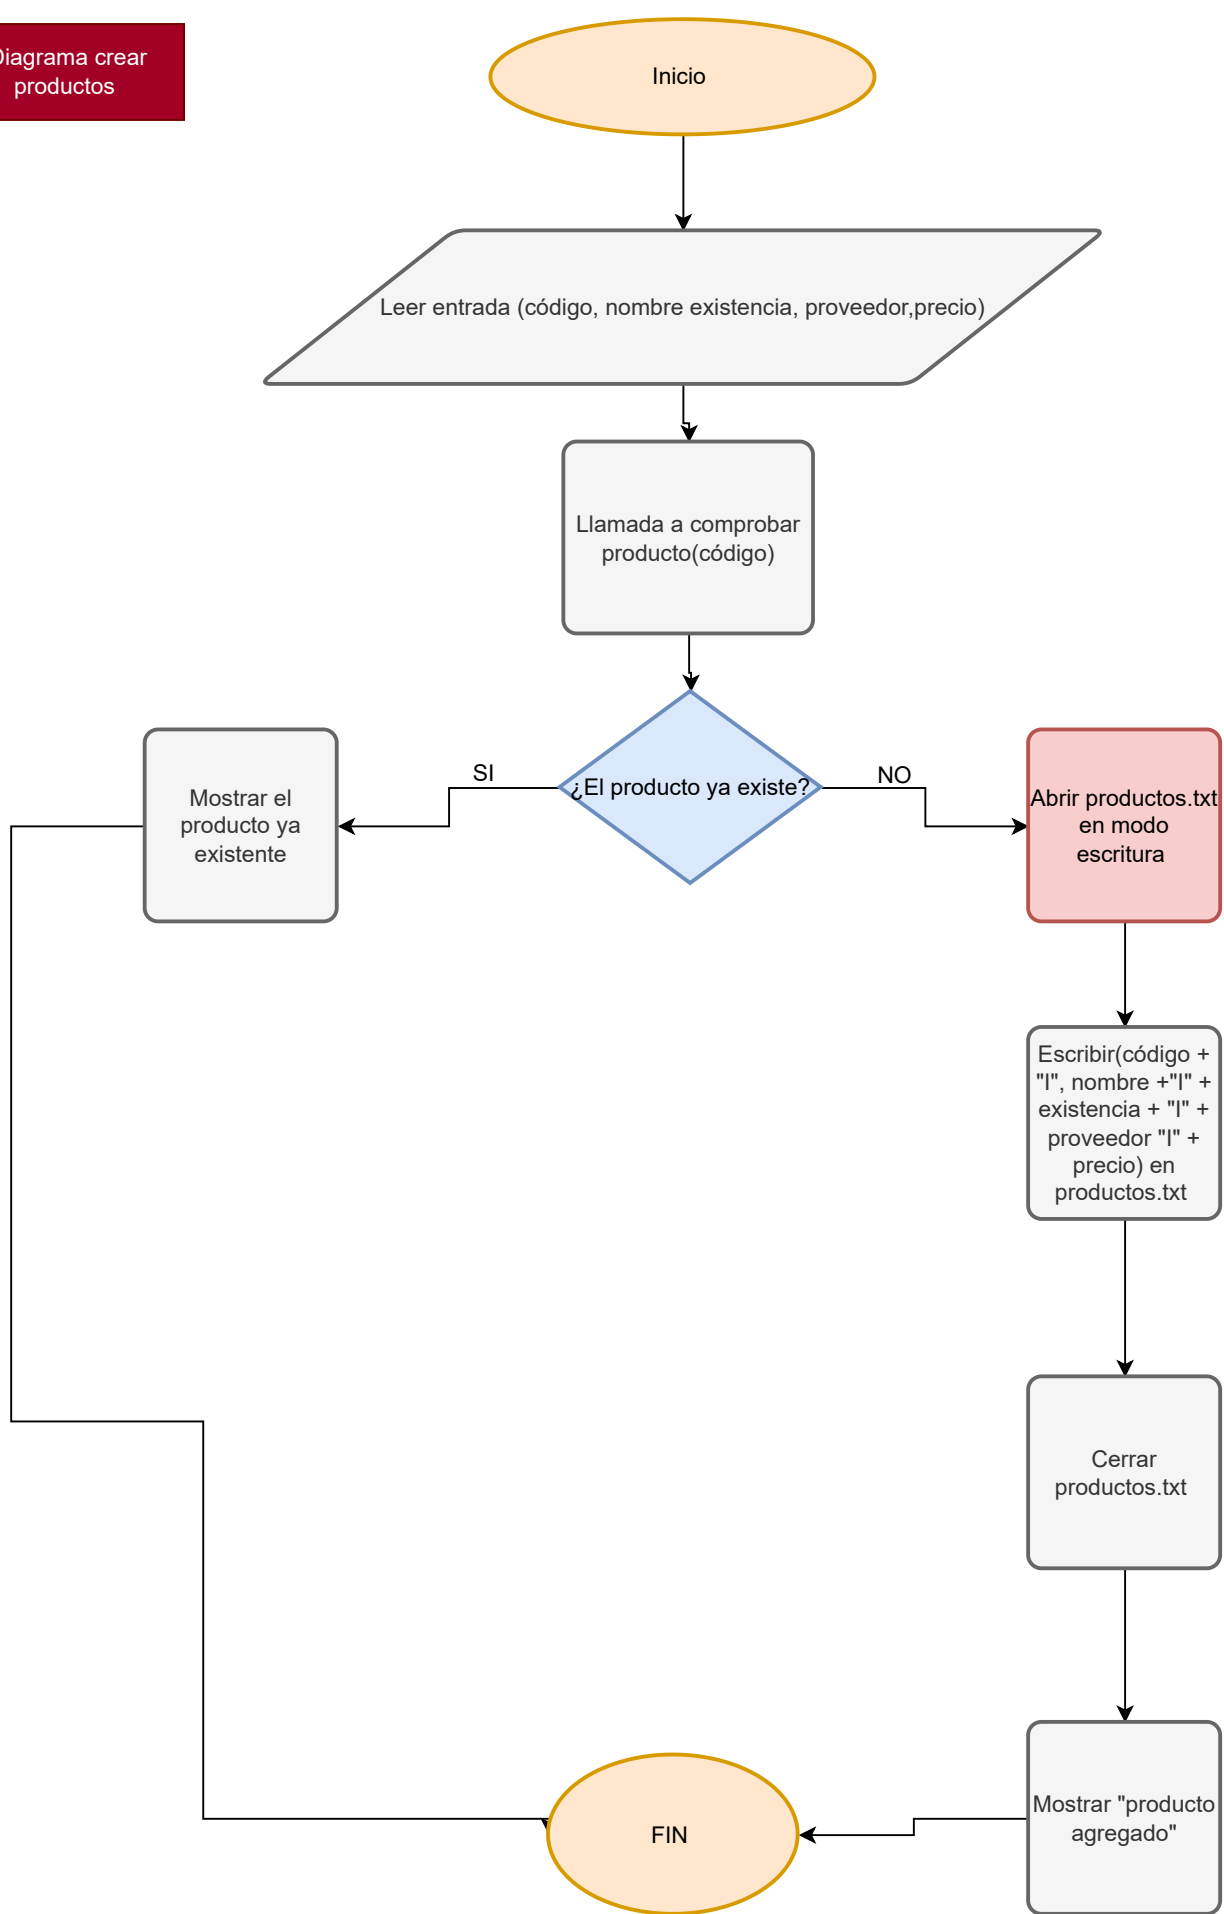 Diagrama crear
productos
Inicio
Leer entrada (código, nombre existencia, proveedor,precio)
Llamada a comprobar
producto(código)
¿El producto ya existe?
SI
NO
Mostrar el
producto ya
existente
Abrir productos.txt
en modo
escritura
Escribir(código +
"I", nombre +"I" +
existencia + "I" +
proveedor "I" +
precio) en
productos.txt
Cerrar
productos.txt
Mostrar "producto
agregado"
FIN